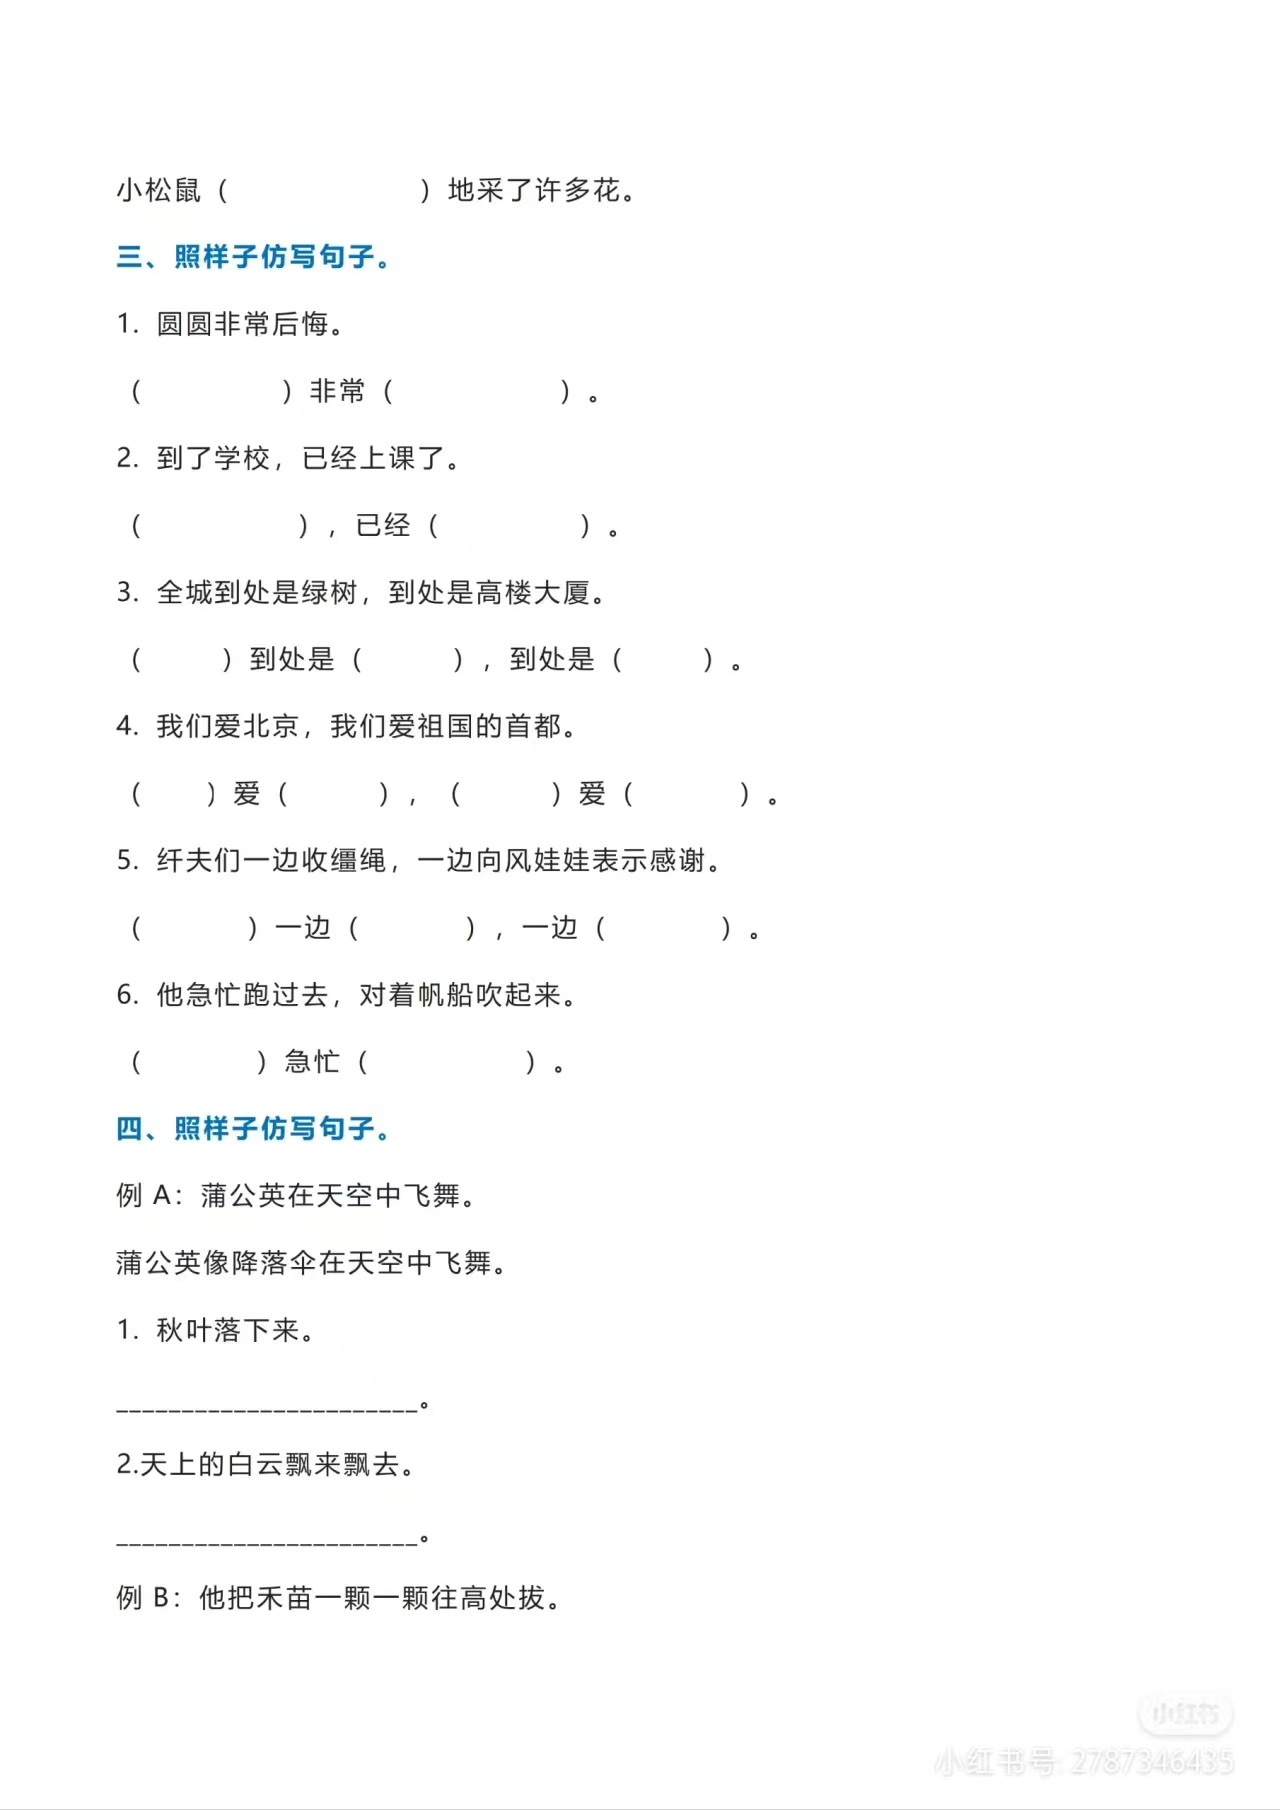 小松鼠（　　　　　　）地采了许多花。
三、照样子仿写句子。
1. 圆圆非常后悔。
（　　　　　）非常（　　　　　　）。
2. 到了学校，已经上课了。
（　　　　　　），已经（　　　　　）。
3. 全城到处是绿树，到处是高楼大厦。
（　　　）到处是（　　　），到处是（　　　）。
4. 我们爱北京，我们爱祖国的首都。
（　　）爱（　　　），（　　　）爱（　　　）。
5. 纤夫们一边收缰绳，一边向风娃娃表示感谢。
（　　　　）一边（　　　　），一边（　　　　）。
6. 他急忙跑过去，对着帆船吹起来。
（　　　　）急忙（　　　　　　）。
四、照样子仿写句子。
例 A：蒲公英在天空中飞舞。
蒲公英像降落伞在天空中飞舞。
1. 秋叶落下来。
_______________________。
2.天上的白云飘来飘去。
_______________________。
例 B：他把禾苗一颗一颗往高处拔。
小红书
小红书号: 2787346435